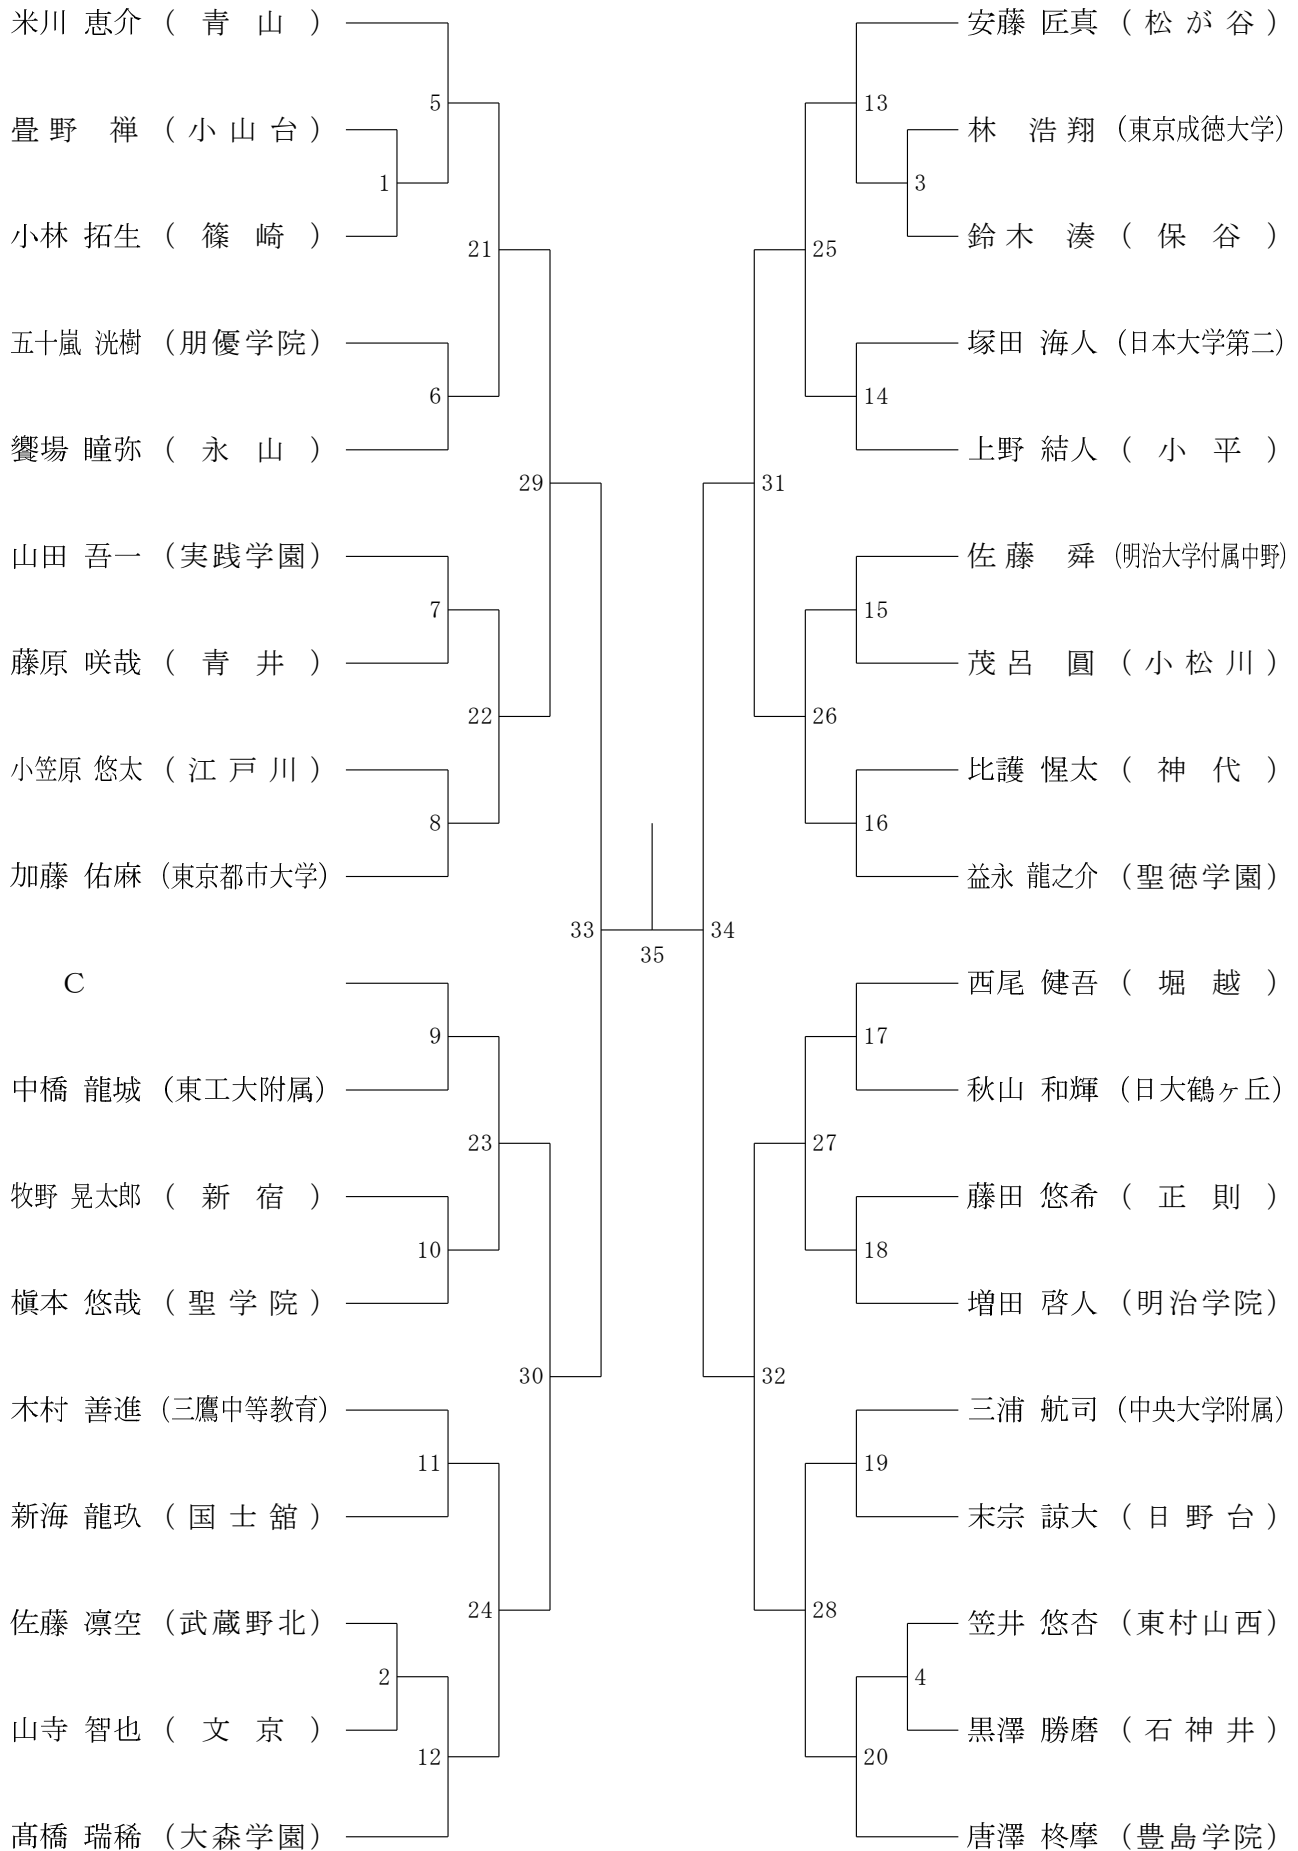 米川 恵介 ( 青 山 )
5
畳野 禅 ( 小 山 台 )
1
小林 拓生 ( 篠 崎 )
21
五十嵐 洸樹 (朋優学院)
6
饗場 瞳弥 ( 永 山 )
29
山田 吾一 (実践学園)
7
藤原 咲哉 ( 青 井 )
22
小笠原 悠太 ( 江 戸 川 )
8
加藤 佑麻 (東京都市大学)
33
C
9
中橋 龍城 (東工大附属)
23
牧野 晃太郎 ( 新 宿 )
10
槇本 悠哉 ( 聖 学 院 )
30
木村 善進 (三鷹中等教育)
11
新海 龍玖 ( 国 士 舘 )
24
佐藤 凛空 (武蔵野北)
2
山寺 智也 ( 文 京 )
12
髙橋 瑞稀 (大森学園)
35
安藤 匠真 ( 松 が 谷 )
13
林 浩翔 (東京成徳大学)
3
鈴木 湊 ( 保 谷 )
25
塚田 海人 (日本大学第二)
14
上野 結人 ( 小 平 )
31
佐藤 舜 (明治大学付属中野)
15
茂呂 圓 ( 小 松 川 )
26
比護 惺太 ( 神 代 )
16
益永 龍之介 (聖徳学園)
34
西尾 健吾 ( 堀 越 )
17
秋山 和輝 (日大鶴ヶ丘)
27
藤田 悠希 ( 正 則 )
18
増田 啓人 (明治学院)
32
三浦 航司 (中央大学附属)
19
末宗 諒大 ( 日 野 台 )
28
笠井 悠杏 (東村山西)
4
黒澤 勝磨 ( 石 神 井 )
20
唐澤 柊摩 (豊島学院)